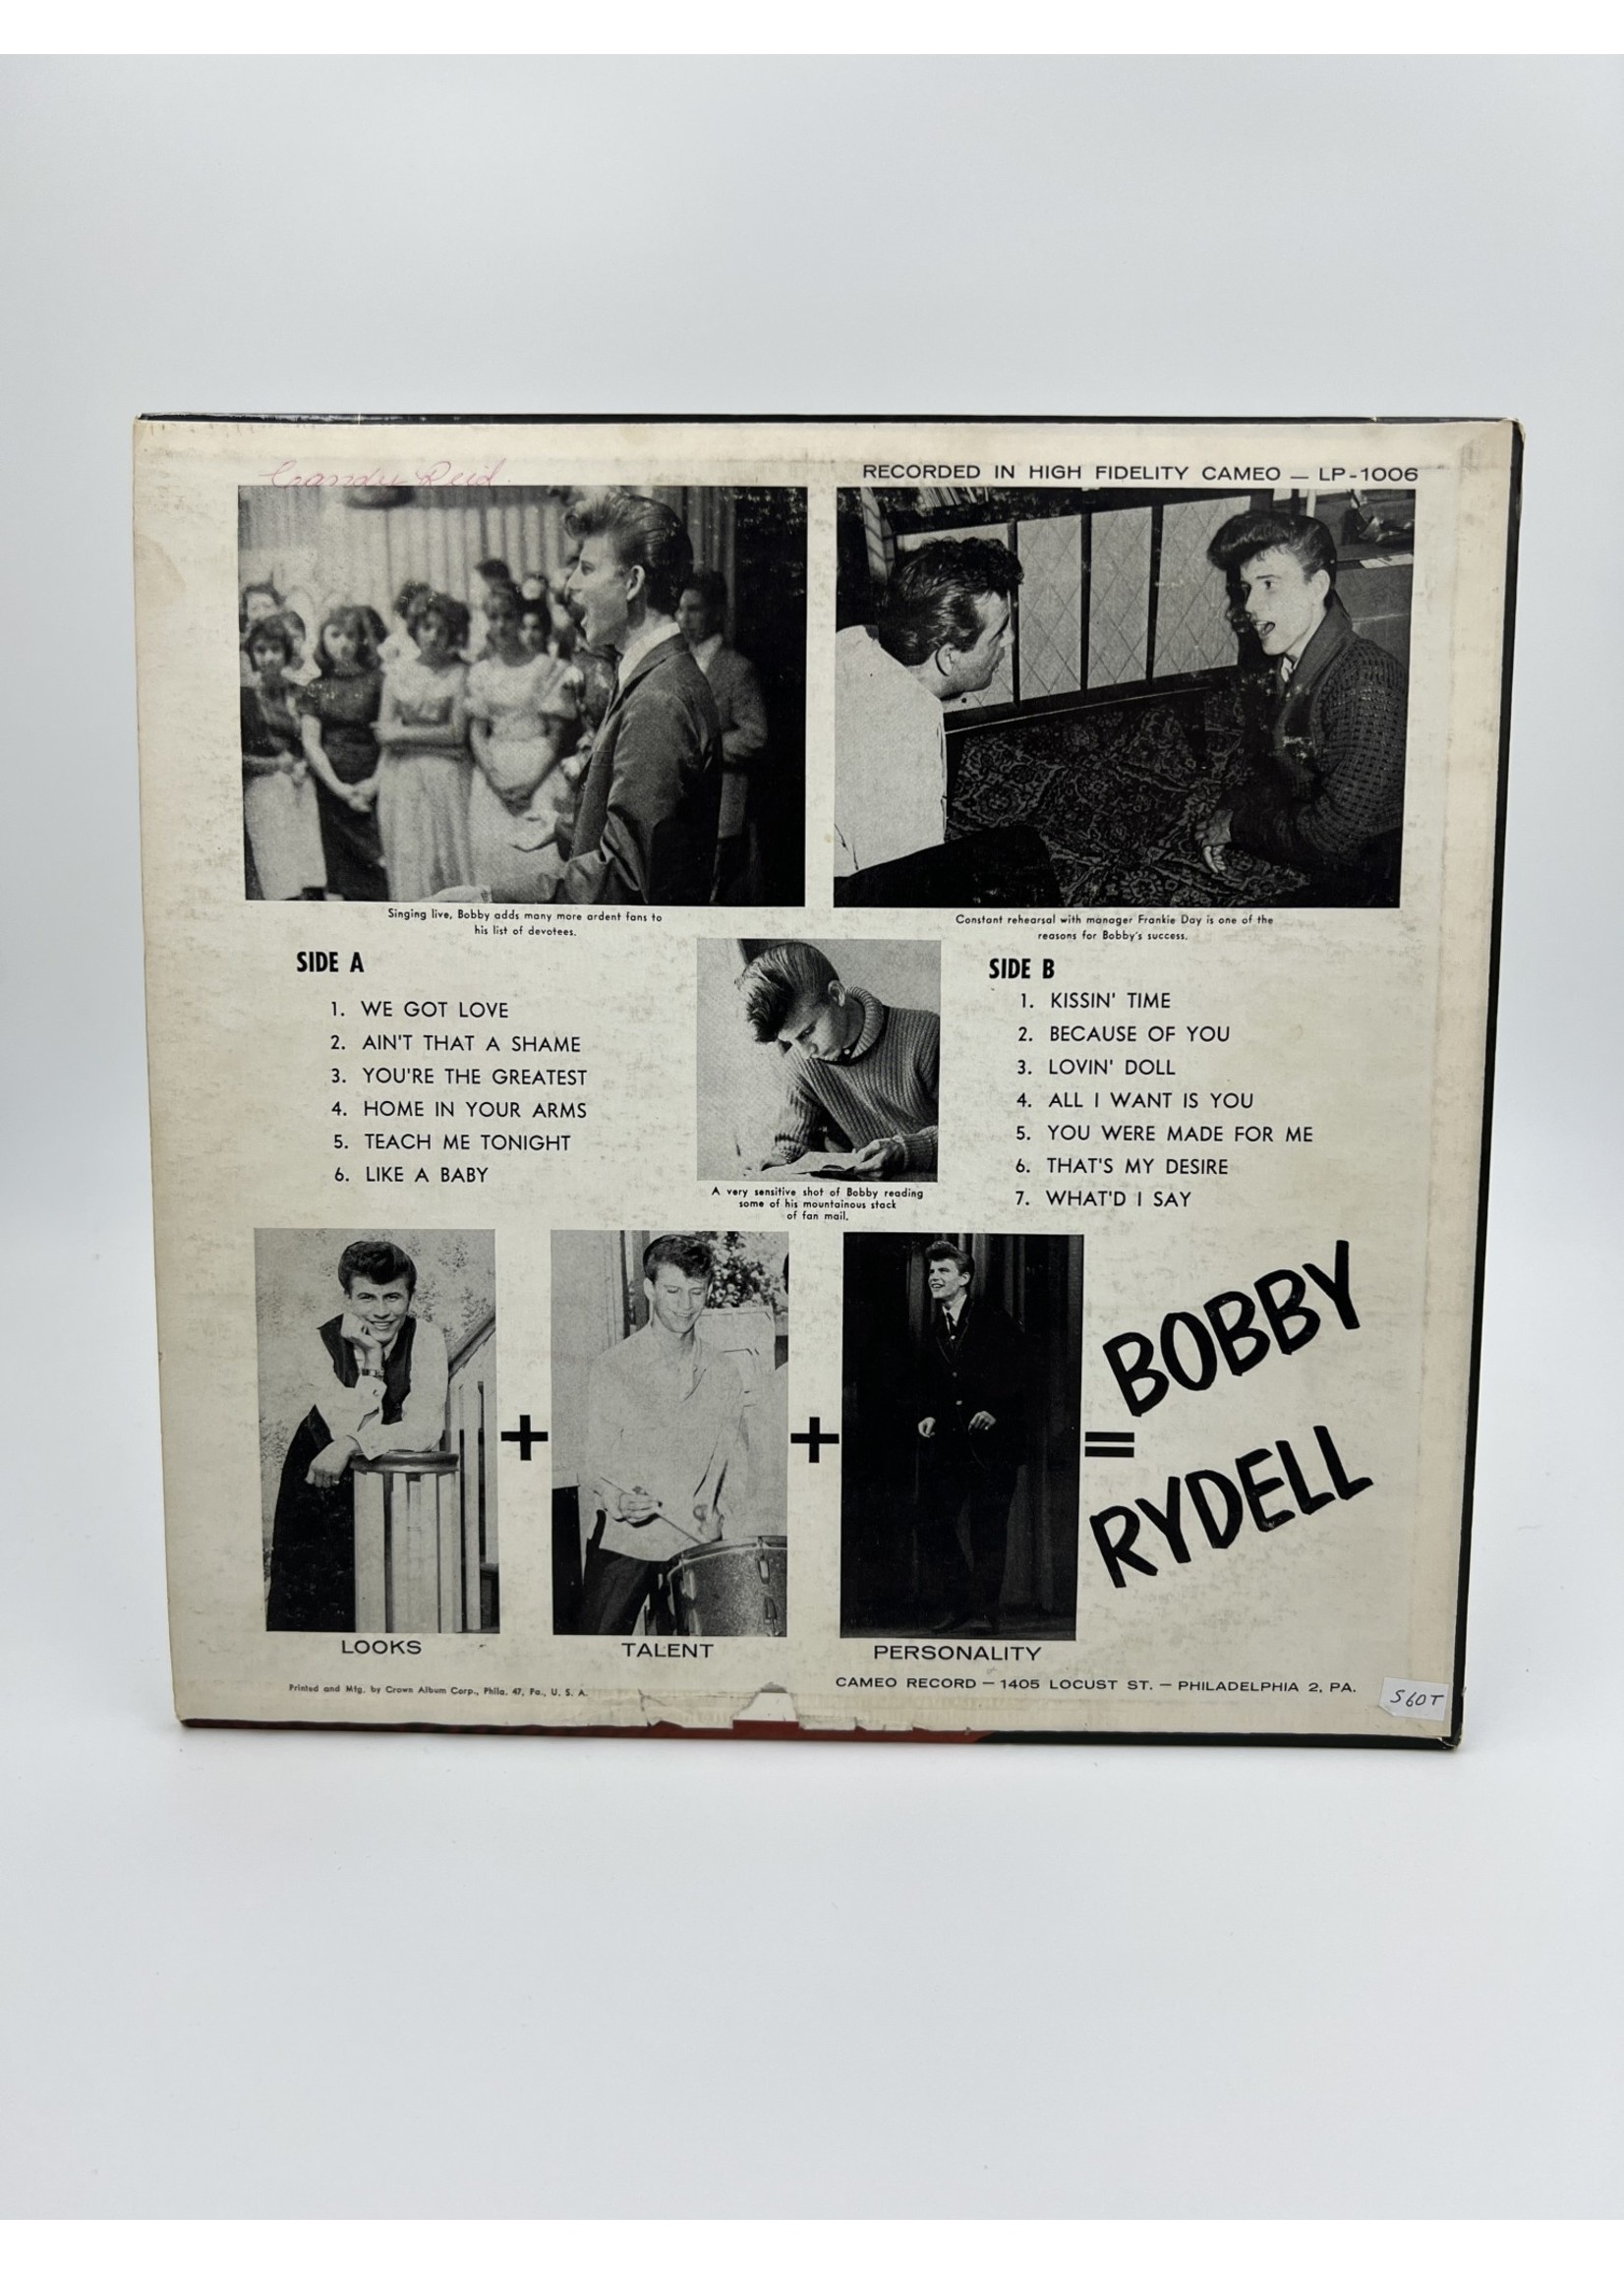 Reid
RECORDED IN HIGH FIDELITY CAMEO — LP-1006
Singing live, Bobby adds many more ardent fans to
his list of devotees.
Constant rehearsal with manager Frankie Day is one of the
reasons for Bobby's success.
SIDE A
1. WE GOT LOVE
2. AIN'T THAT A SHAME
3. YOU'RE THE GREATEST
4. HOME IN YOUR ARMS
5. TEACH ME TONIGHT
6. LIKE A BABY
A very sensitive shot of Bobby reading
some of his mountainous stack
of fan mail.
SIDE B
1. KISSIN' TIME
2. BECAUSE OF YOU
3. LOVIN' DOLL
4. ALL I WANT IS YOU
5. YOU WERE MADE FOR ME
6. THAT'S MY DESIRE
7. WHAT'D I SAY
+ + = BOBBY
RYDELL
LOOKS TALENT PERSONALITY
Printed and Mfg. by Crown Album Corp., Phila. 47, Pa., U. S. A.
CAMEO RECORD — 1405 LOCUST ST. — PHILADELPHIA 2, PA.
S60T